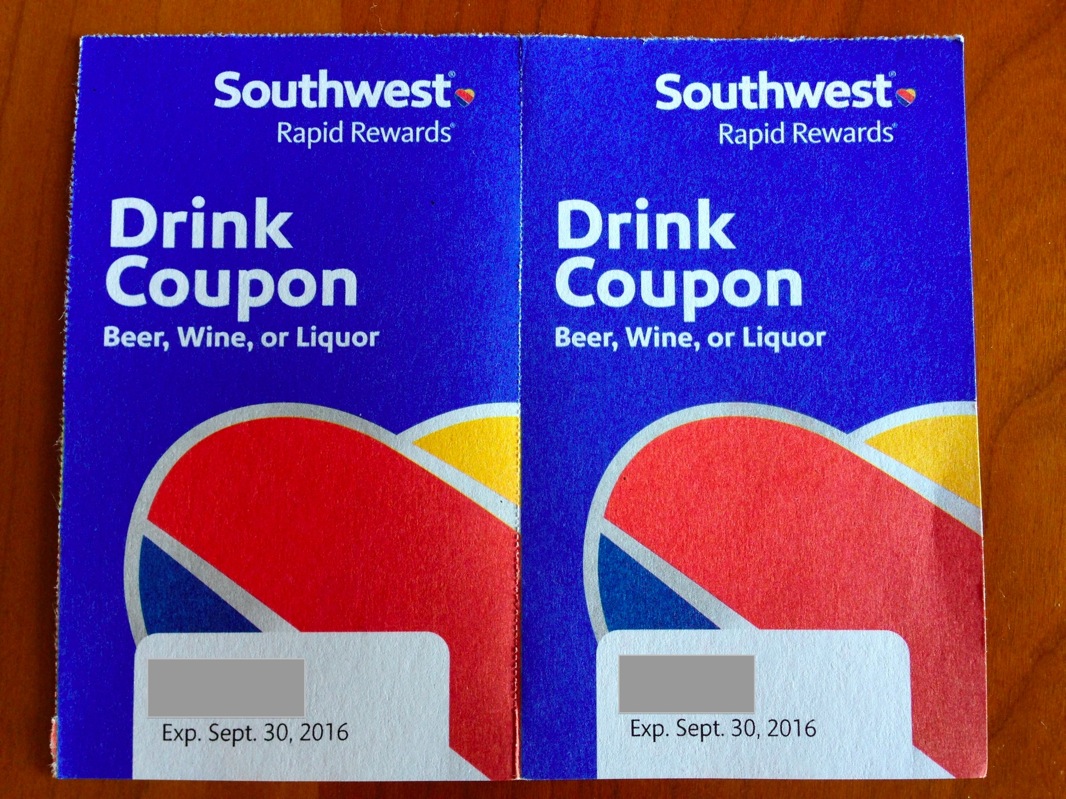 Southwest®
Rapid Rewards®
Drink
Coupon
Beer, Wine, or Liquor
Exp. Sept. 30, 2016
Southwest®
Rapid Rewards®
Drink
Coupon
Beer, Wine, or Liquor
Exp. Sept. 30, 2016